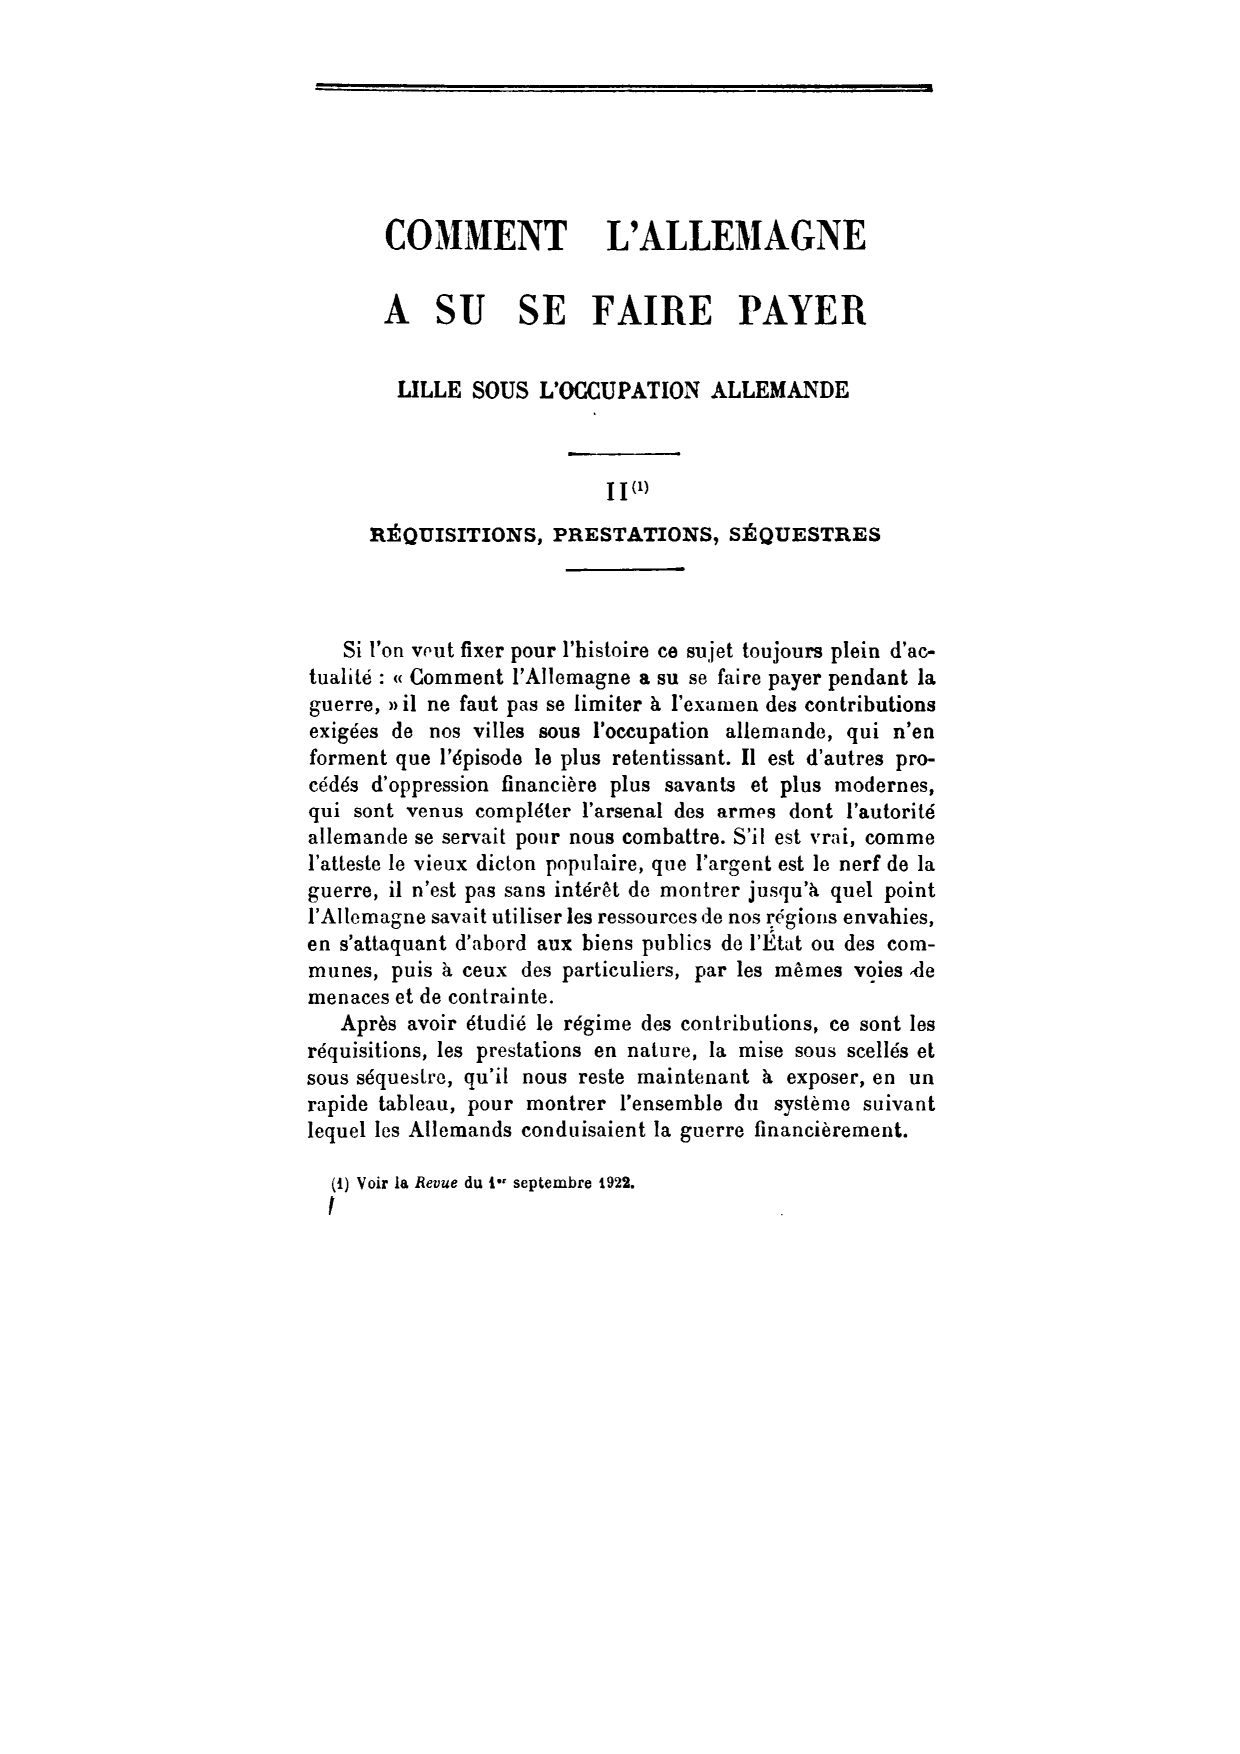 COMMENT L'ALLEMAGNE
A SU SE FAIRE PAYER
LILLE SOUS L'OCCUPATION ALLEMANDE
II(1)
RÉQUISITIONS, PRESTATIONS, SÉQUESTRES
Si l'on veut fixer pour l'histoire ce sujet toujours plein d'ac-
tualité : « Comment l'Allemagne a su se faire payer pendant la
guerre, » il ne faut pas se limiter à l'examen des contributions
exigées de nos villes sous l'occupation allemande, qui n'en
forment que l'épisode le plus retentissant. Il est d'autres pro-
cédés d'oppression financière plus savants et plus modernes,
qui sont venus compléter l'arsenal des armes dont l'autorité
allemande se servait pour nous combattre. S'il est vrai, comme
l'atteste le vieux dicton populaire, que l'argent est le nerf de la
guerre, il n'est pas sans intérêt de montrer jusqu'à quel point
l'Allemagne savait utiliser les ressources de nos régions envahies,
en s'attaquant d'abord aux biens publics de l'État ou des com-
munes, puis à ceux des particuliers, par les mêmes voies de
menaces et de contrainte.
Après avoir étudié le régime des contributions, ce sont les
réquisitions, les prestations en nature, la mise sous scellés et
sous séquestre, qu'il nous reste maintenant à exposer, en un
rapide tableau, pour montrer l'ensemble du système suivant
lequel les Allemands conduisaient la guerre financièrement.
(1) Voir la Revue du 1er septembre 1922.